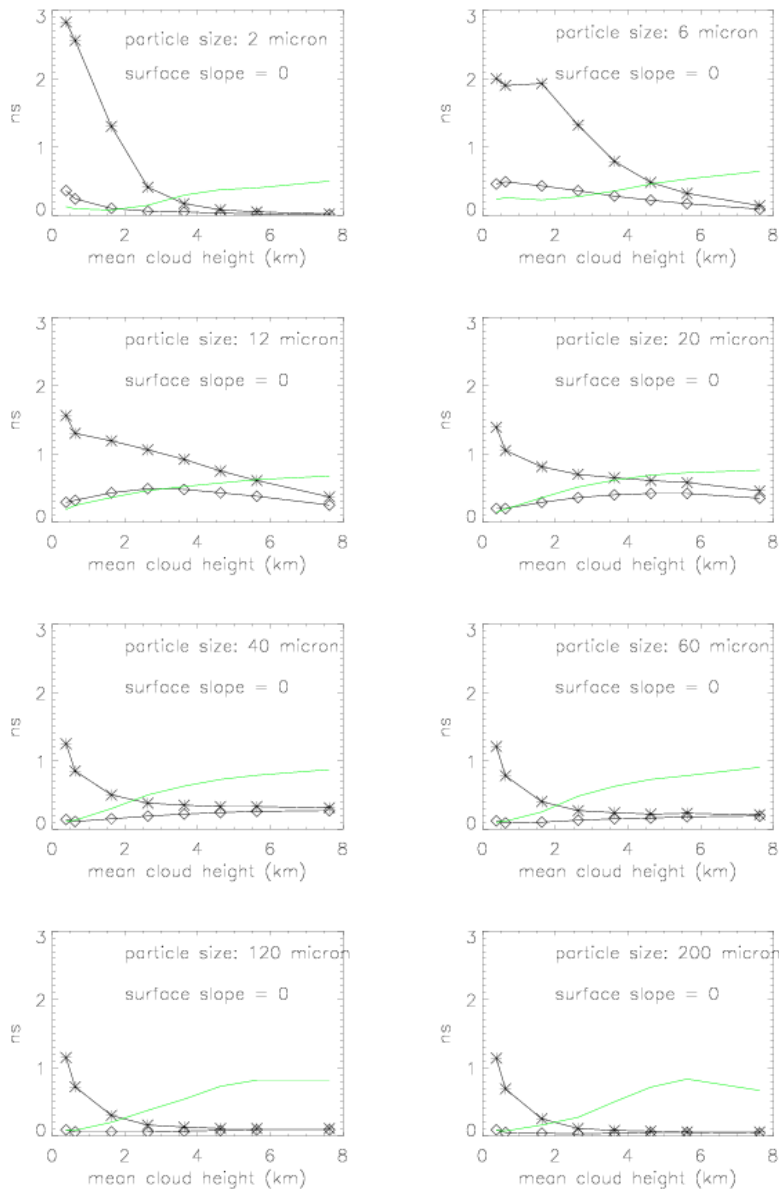 particle size: 2 micron
surface slope = 0
3
2
1
0
ns
0 2 4 6 8
mean cloud height (km)
particle size: 6 micron
surface slope = 0
3
2
1
0
ns
0 2 4 6 8
mean cloud height (km)
particle size: 12 micron
surface slope = 0
3
2
1
0
ns
0 2 4 6 8
mean cloud height (km)
particle size: 20 micron
surface slope = 0
3
2
1
0
ns
0 2 4 6 8
mean cloud height (km)
particle size: 40 micron
surface slope = 0
3
2
1
0
ns
0 2 4 6 8
mean cloud height (km)
particle size: 60 micron
surface slope = 0
3
2
1
0
ns
0 2 4 6 8
mean cloud height (km)
particle size: 120 micron
surface slope = 0
3
2
1
0
ns
0 2 4 6 8
mean cloud height (km)
particle size: 200 micron
surface slope = 0
3
2
1
0
ns
0 2 4 6 8
mean cloud height (km)